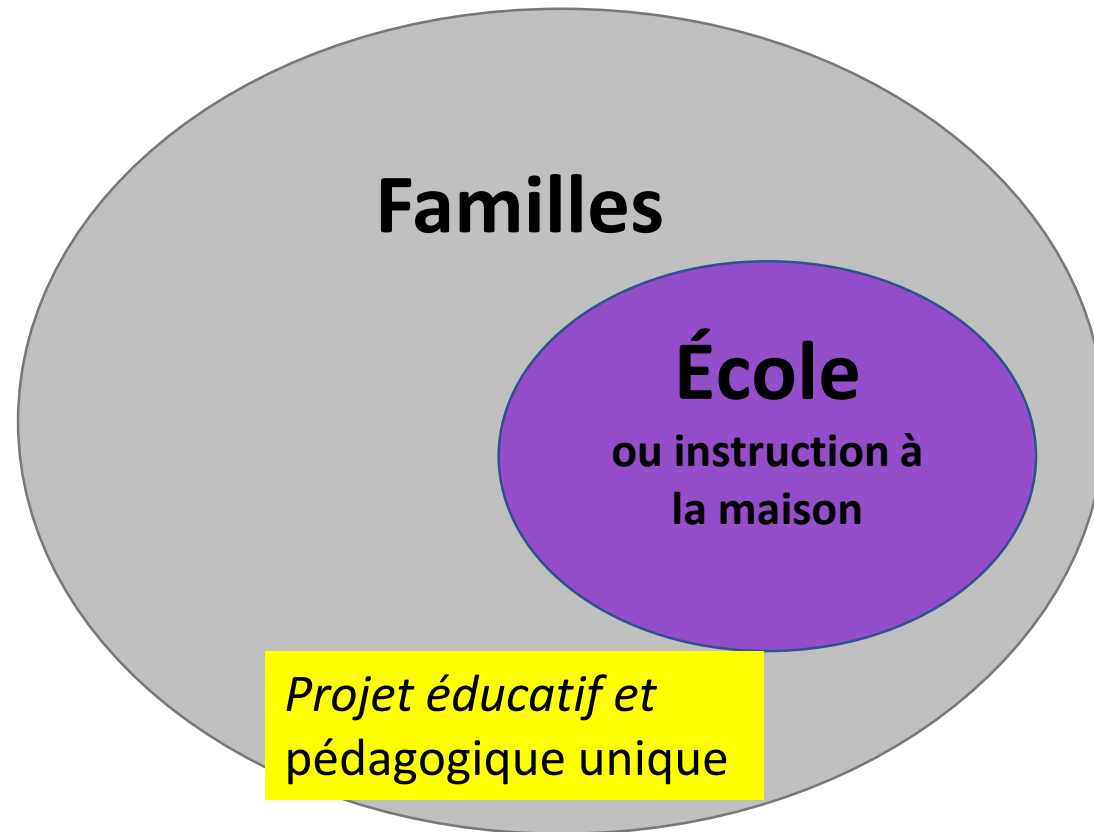 Familles
École
ou instruction à
la maison
Projet éducatif et
pédagogique unique